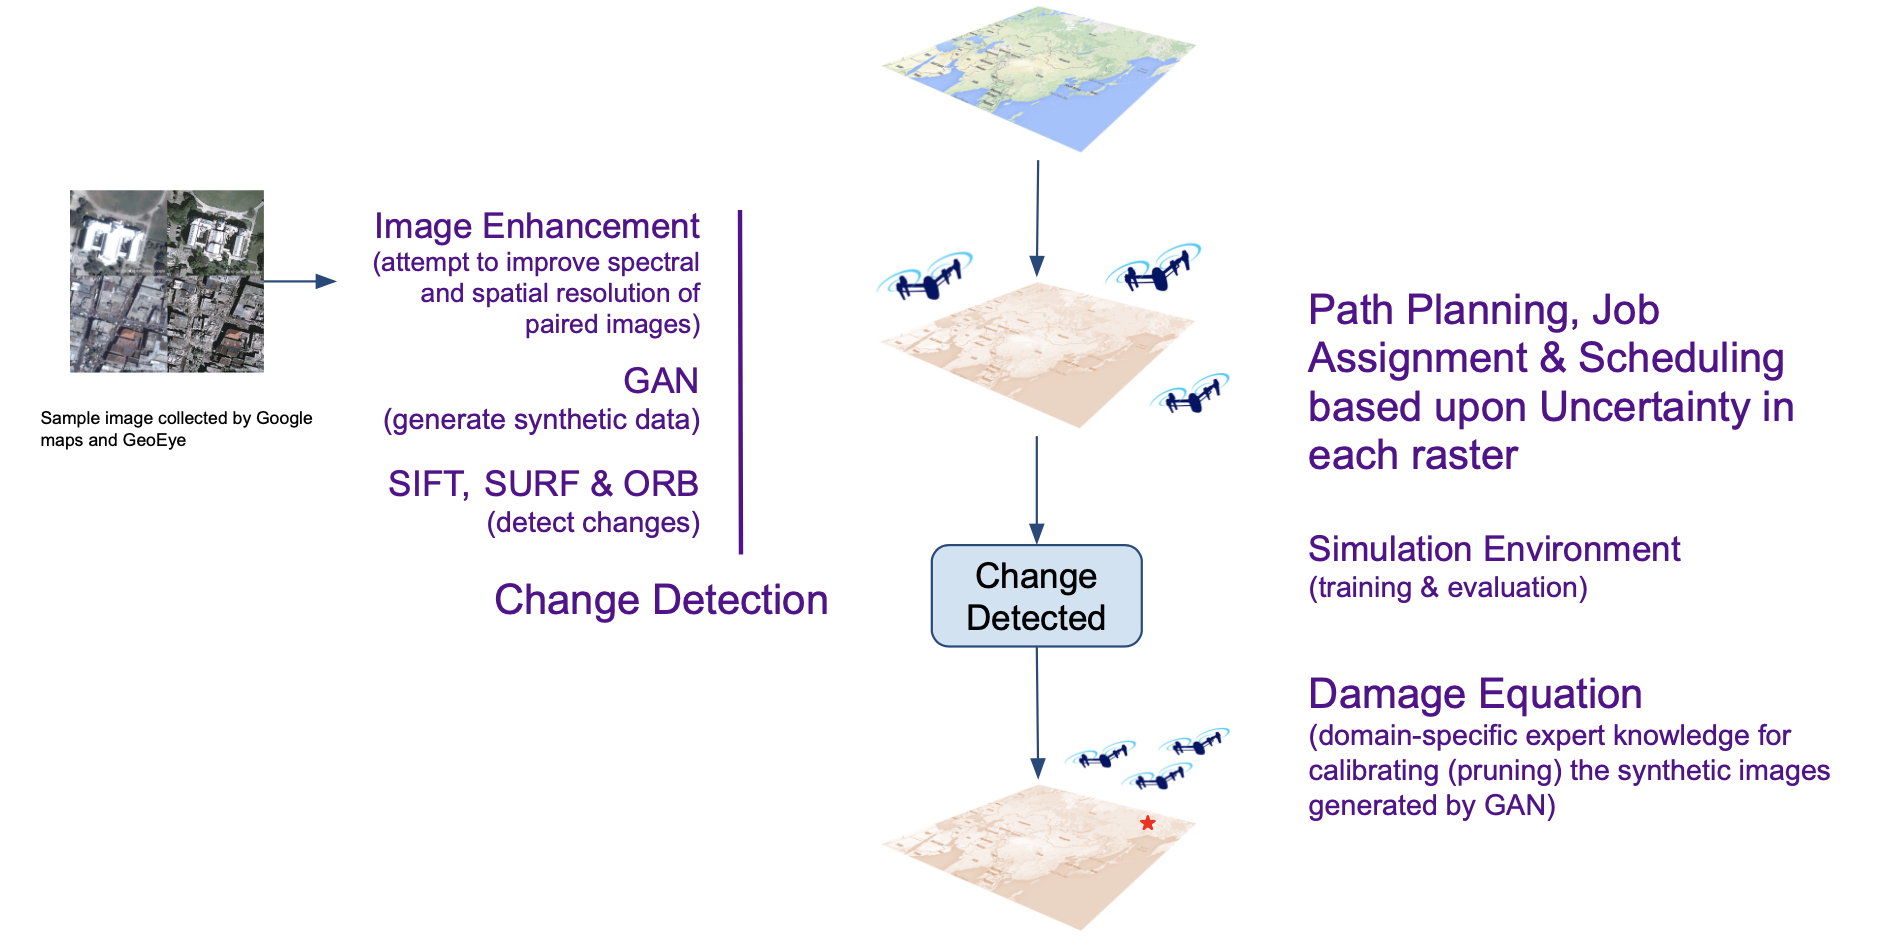 Image Enhancement
(attempt to improve spectral
and spatial resolution of
paired images)
GAN
(generate synthetic data)
SIFT, SURF & ORB
(detect changes)
Change Detection
Sample image collected by Google
maps and GeoEye
Change
Detected
Path Planning, Job
Assignment & Scheduling
based upon Uncertainty in
each raster
Simulation Environment
(training & evaluation)
Damage Equation
(domain-specific expert knowledge for
calibrating (pruning) the synthetic images
generated by GAN)